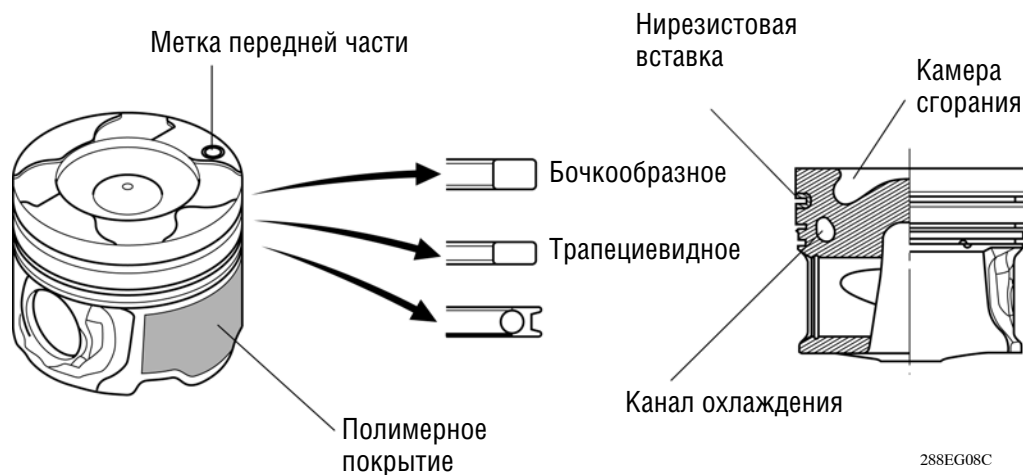 Метка передней части
Нирезистовая
вставка
Камера
сгорания
Бочкообразное
Трапециевидное
Канал охлаждения
Полимерное
покрытие
288EG08C